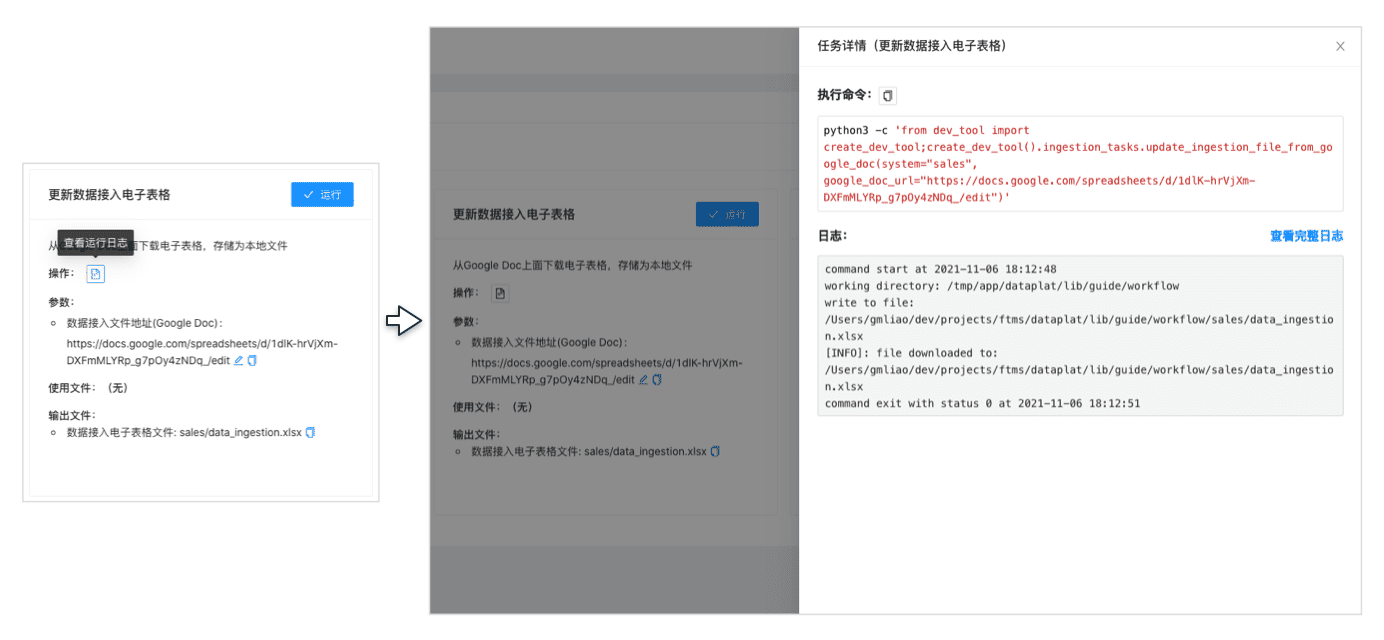 更新数据接入电子表格
运行
查看运行日志
从 面下载电子表格，存储为本地文件
操作：
参数：
数据接入文件地址(Google Doc)：
https://docs.google.com/spreadsheets/d/1dlK-hrVjXm-
DXFmMLYRp_g7pOy4zNDq_/edit
使用文件： （无）
输出文件：
数据接入电子表格文件: sales/data_ingestion.xlsx
更新数据接入电子表格
运行
从Google Doc上面下载电子表格，存储为本地文件
操作：
参数：
数据接入文件地址(Google Doc)：
https://docs.google.com/spreadsheets/d/1dlK-hrVjXm-
DXFmMLYRp_g7pOy4zNDq_/edit
使用文件： （无）
输出文件：
数据接入电子表格文件: sales/data_ingestion.xlsx
任务详情（更新数据接入电子表格）
执行命令：
python3 -c 'from dev_tool import
create_dev_tool;create_dev_tool().ingestion_tasks.update_ingestion_file_from_go
ogle_doc(system="sales",
google_doc_url="https://docs.google.com/spreadsheets/d/1dlK-hrVjXm-
DXFmMLYRp_g7pOy4zNDq_/edit")'
日志：
查看完整日志
command start at 2021-11-06 18:12:48
working directory: /tmp/app/dataplat/lib/guide/workflow
write to file:
/Users/gmliao/dev/projects/ftms/dataplat/lib/guide/workflow/sales/data_ingestio
n.xlsx
[INFO]: file downloaded to:
/Users/gmliao/dev/projects/ftms/dataplat/lib/guide/workflow/sales/data_ingestio
n.xlsx
command exit with status 0 at 2021-11-06 18:12:51